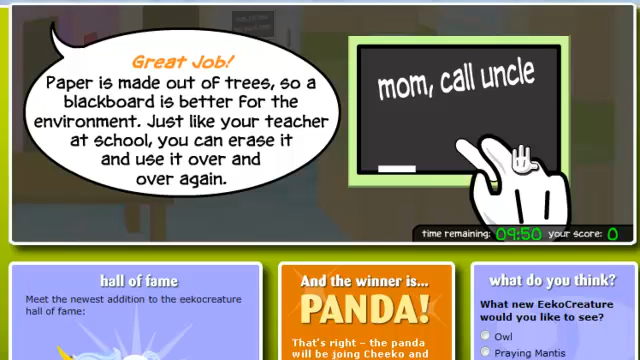 Great Job!
Paper is made out of trees, so a
blackboard is better for the
environment. Just like your teacher
at school, you can erase it
and use it over and
over again.
mom, call uncle
time remaining: 09:50 your score: 0
hall of fame
Meet the newest addition to the eekocreature
hall of fame:
And the winner is...
PANDA!
That's right – the panda
will be joing Cheeko and
what do you think?
What new EekoCreature
would you like to see?
Owl
Praying Mantis